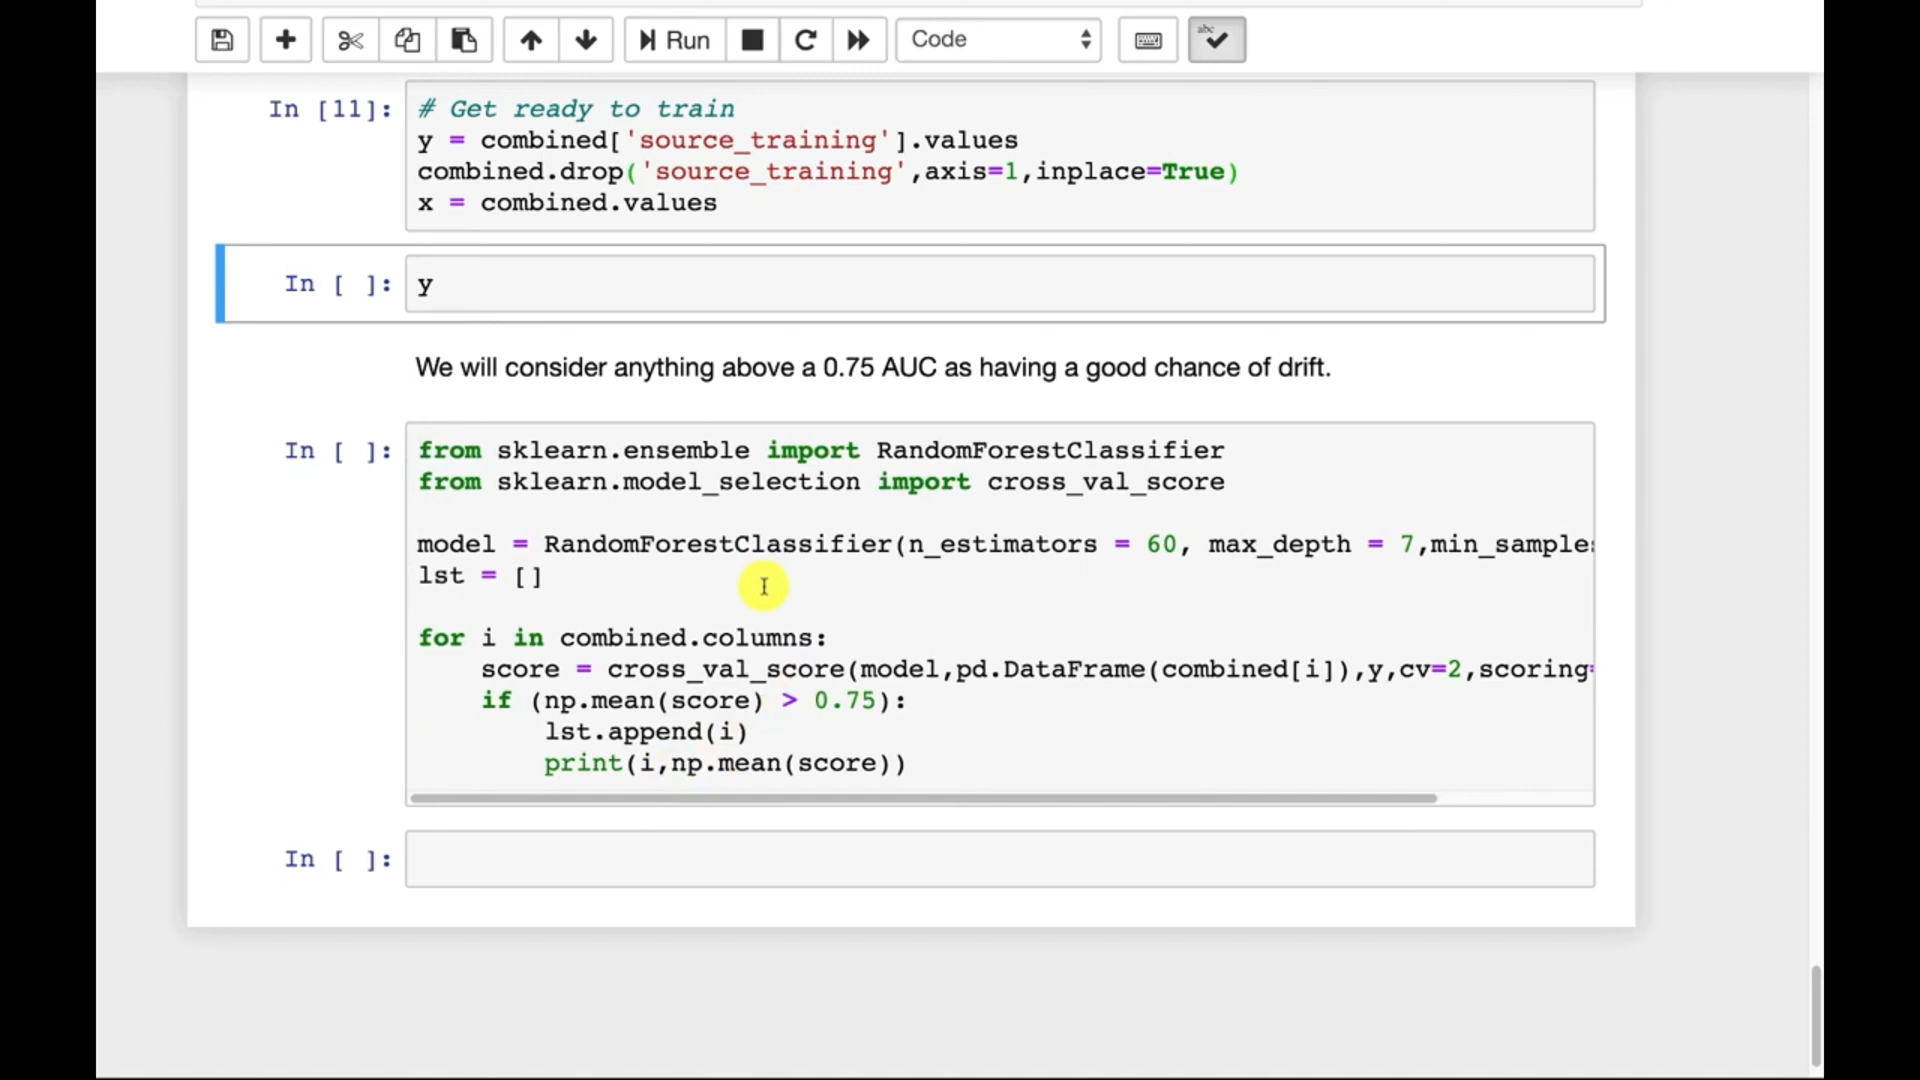 Run
Code
abc
In [11]:
# Get ready to train
y = combined['source_training'].values
combined.drop('source_training',axis=1,inplace=True)
x = combined.values
In [ ]:
y
We will consider anything above a 0.75 AUC as having a good chance of drift.
In [ ]:
from sklearn.ensemble import RandomForestClassifier
from sklearn.model_selection import cross_val_score
model = RandomForestClassifier(n_estimators = 60, max_depth = 7,min_samples
lst = []
for i in combined.columns:
    score = cross_val_score(model,pd.DataFrame(combined[i]),y,cv=2,scoring=
    if (np.mean(score) > 0.75):
        lst.append(i)
        print(i,np.mean(score))
In [ ]: